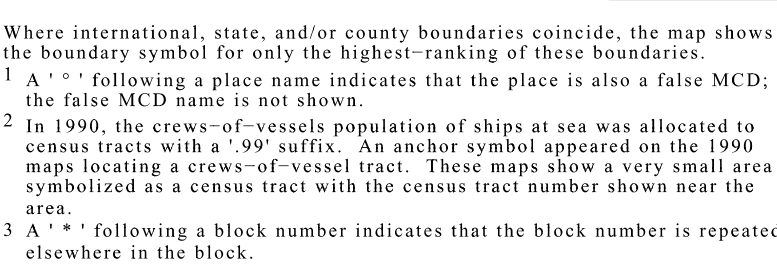 Where international, state, and/or county boundaries coincide, the map shows
the boundary symbol for only the highest-ranking of these boundaries.
1 A ' ° ' following a place name indicates that the place is also a false MCD;
the false MCD name is not shown.
2 In 1990, the crews-of-vessels population of ships at sea was allocated to
census tracts with a '.99' suffix. An anchor symbol appeared on the 1990
maps locating a crews-of-vessel tract. These maps show a very small area
symbolized as a census tract with the census tract number shown near the
area.
3 A ' * ' following a block number indicates that the block number is repeated
elsewhere in the block.